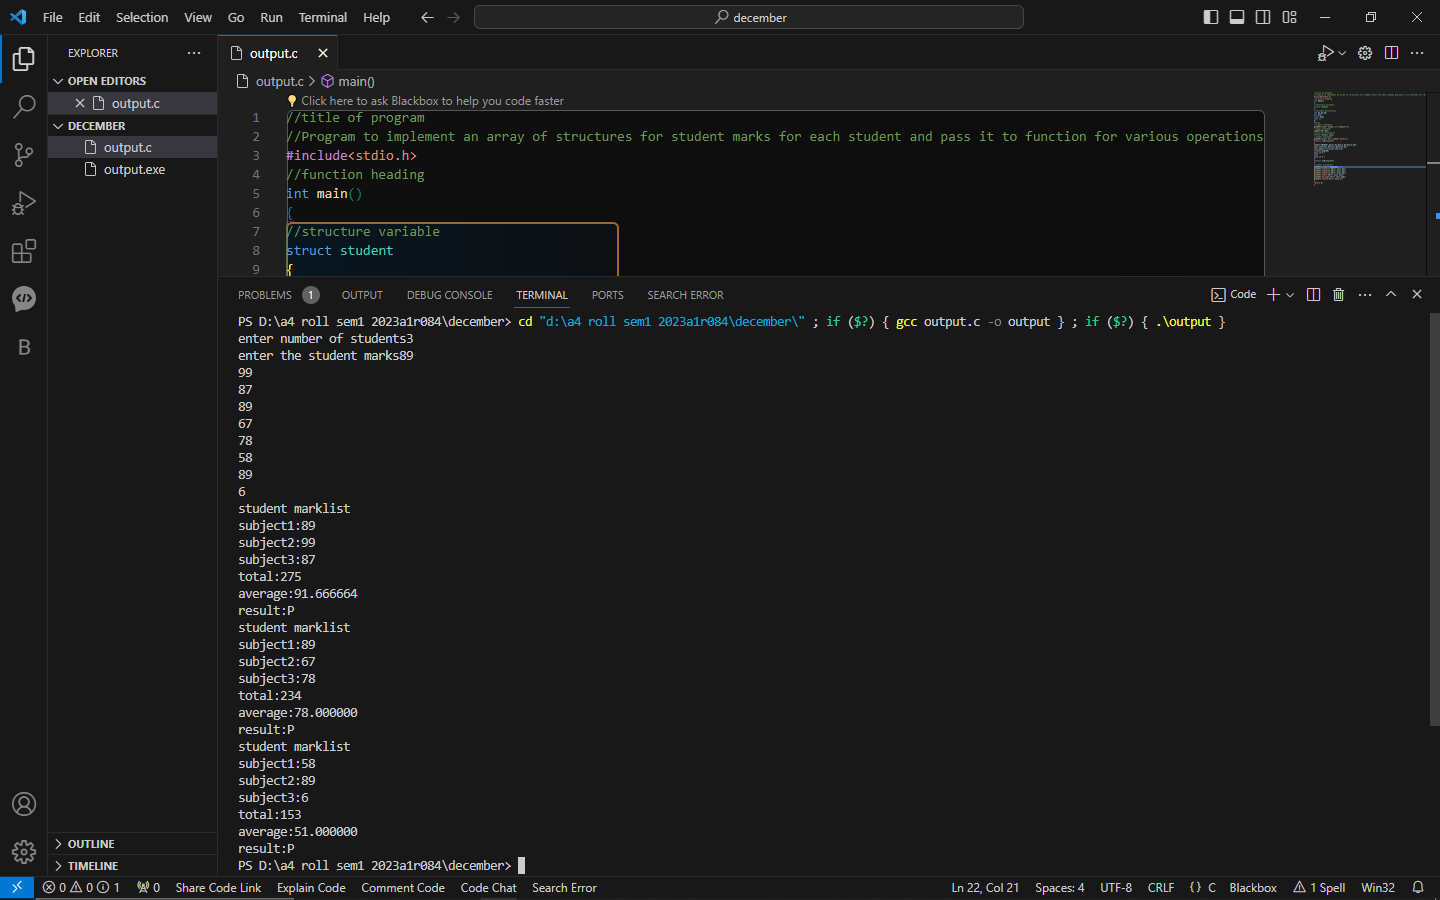 File Edit Selection View Go Run Terminal Help
december
EXPLORER
OPEN EDITORS
output.c
DECEMBER
output.c
output.exe
OUTLINE
TIMELINE
output.c
output.c > main()
Click here to ask Blackbox to help you code faster
1 //title of program
2 //Program to implement an array of structures for student marks for each student and pass it to function for various operations
3 #include<stdio.h>
4 //function heading
5 int main()
6 {
7 //structure variable
8 struct student
9 {
PROBLEMS 1 OUTPUT DEBUG CONSOLE TERMINAL PORTS SEARCH ERROR
Code
PS D:\a4 roll sem1 2023a1r084\december> cd "d:\a4 roll sem1 2023a1r084\december\" ; if ($?) { gcc output.c -o output } ; if ($?) { .\output }
enter number of students3
enter the student marks89
99
87
89
67
78
58
89
6
student marklist
subject1:89
subject2:99
subject3:87
total:275
average:91.666664
result:P
student marklist
subject1:89
subject2:67
subject3:78
total:234
average:78.000000
result:P
student marklist
subject1:58
subject2:89
subject3:6
total:153
average:51.000000
result:P
PS D:\a4 roll sem1 2023a1r084\december>
B
0 0 1 0 Share Code Link Explain Code Comment Code Code Chat Search Error Ln 22, Col 21 Spaces: 4 UTF-8 CRLF {} C Blackbox 1 Spell Win32